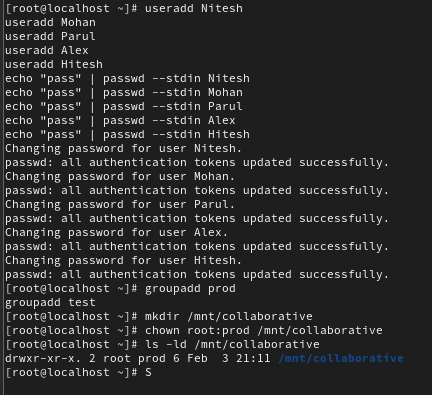 [root@localhost ~]# useradd Nitesh
useradd Mohan
useradd Parul
useradd Alex
useradd Hitesh
echo "pass" | passwd --stdin Nitesh
echo "pass" | passwd --stdin Mohan
echo "pass" | passwd --stdin Parul
echo "pass" | passwd --stdin Alex
echo "pass" | passwd --stdin Hitesh
Changing password for user Nitesh.
passwd: all authentication tokens updated successfully.
Changing password for user Mohan.
passwd: all authentication tokens updated successfully.
Changing password for user Parul.
passwd: all authentication tokens updated successfully.
Changing password for user Alex.
passwd: all authentication tokens updated successfully.
Changing password for user Hitesh.
passwd: all authentication tokens updated successfully.
[root@localhost ~]# groupadd prod
groupadd test
[root@localhost ~]# mkdir /mnt/collaborative
[root@localhost ~]# chown root:prod /mnt/collaborative
[root@localhost ~]# ls -ld /mnt/collaborative
drwxr-xr-x. 2 root prod 6 Feb  3 21:11 /mnt/collaborative
[root@localhost ~]# S